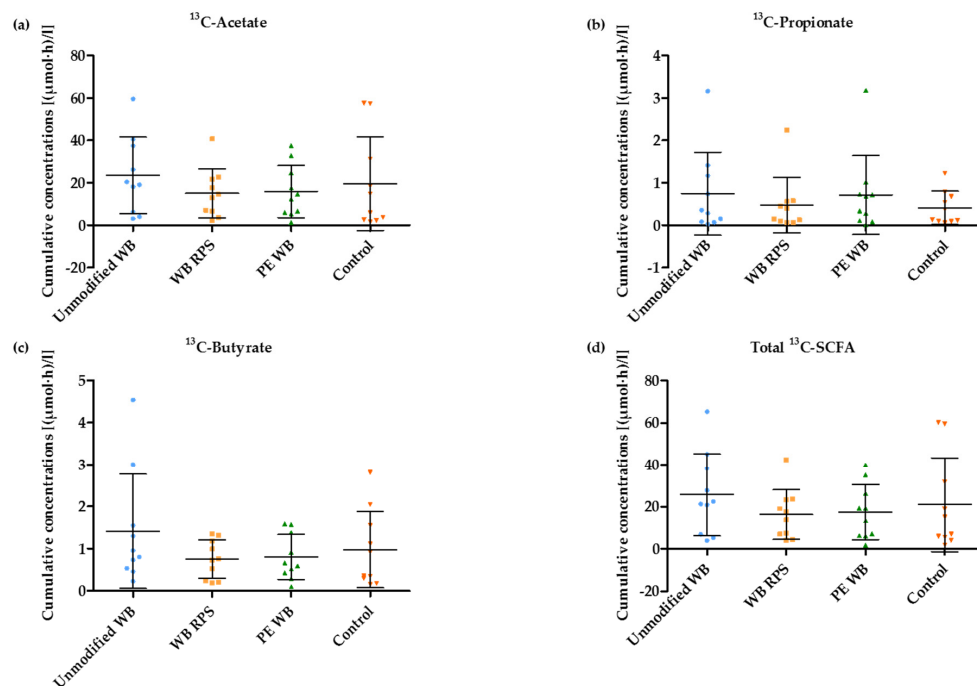 (a)
¹³C-Acetate
Cumulative concentrations [(μmol·h)/l]
80
60
40
20
0
-20
Unmodified WB
WB RPS
PE WB
Control
(b)
¹³C-Propionate
Cumulative concentrations [(μmol·h)/l]
4
3
2
1
0
-1
Unmodified WB
WB RPS
PE WB
Control
(c)
¹³C-Butyrate
Cumulative concentrations [(μmol·h)/l]
5
4
3
2
1
0
Unmodified WB
WB RPS
PE WB
Control
(d)
Total ¹³C-SCFA
Cumulative concentrations [(μmol·h)/l]
80
60
40
20
0
-20
Unmodified WB
WB RPS
PE WB
Control